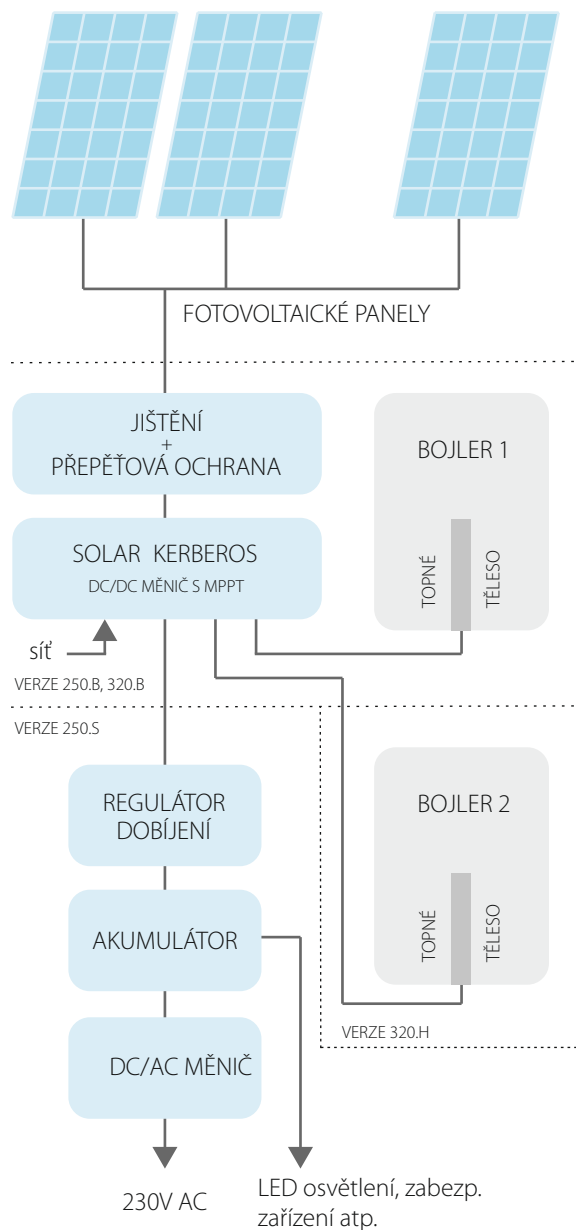 FOTOVOLTAICKÉ PANELY
JIŠTĚNÍ
+
PŘEPĚŤOVÁ OCHRANA
BOJLER 1
TOPNÉ
TĚLESO
SOLAR KERBEROS
DC/DC MĚNIČ S MPPT
síť
VERZE 250.B, 320.B
VERZE 250.S
REGULÁTOR
DOBÍJENÍ
BOJLER 2
TOPNÉ
TĚLESO
AKUMULÁTOR
VERZE 320.H
DC/AC MĚNIČ
230V AC
LED osvětlení, zabezp.
zařízení atp.